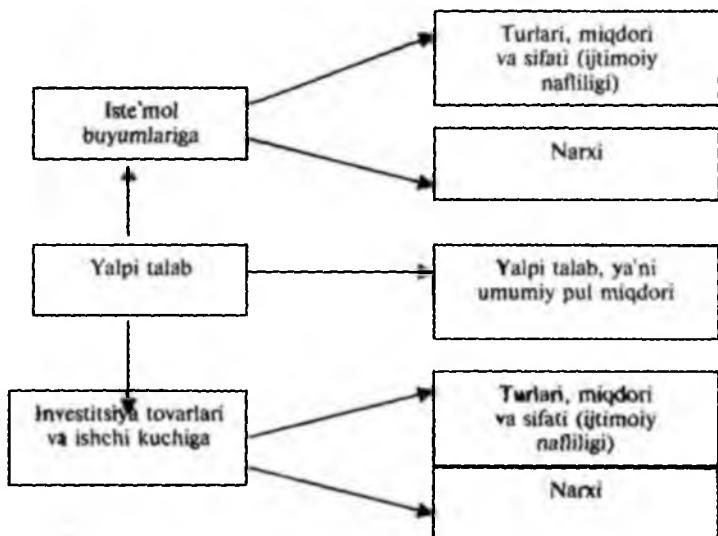 Turlari, miqdori
va sifati (ijtimoiy
nafliligi)
Iste'mol
buyumlariga
Narxi
Yalpi talab
Yalpi talab, ya'ni
umumiy pul miqdori
Investitsiya tovarlari
va ishchi kuchiga
Turlari, miqdori
va sifati (ijtimoiy
nafliligi)
Narxi